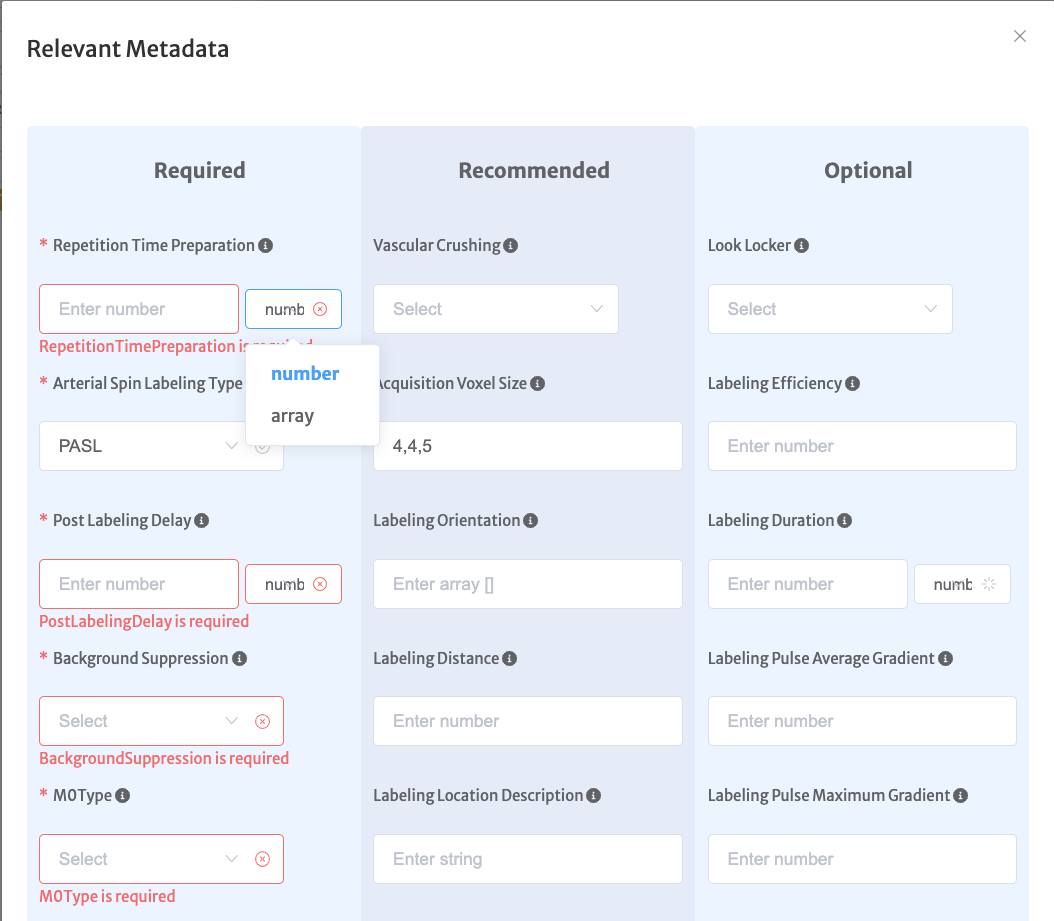 Relevant Metadata
Required
Recommended
Optional
* Repetition Time Preparation
Vascular Crushing
Look Locker
Enter number
numb
Select
Select
RepetitionTimePreparation is required
number
array
* Arterial Spin Labeling Type
Acquisition Voxel Size
Labeling Efficiency
PASL
4,4,5
Enter number
* Post Labeling Delay
Labeling Orientation
Labeling Duration
Enter number
numb
Enter array []
Enter number
numb
PostLabelingDelay is required
* Background Suppression
Labeling Distance
Labeling Pulse Average Gradient
Select
Enter number
Enter number
BackgroundSuppression is required
* M0Type
Labeling Location Description
Labeling Pulse Maximum Gradient
Select
Enter string
Enter number
M0Type is required